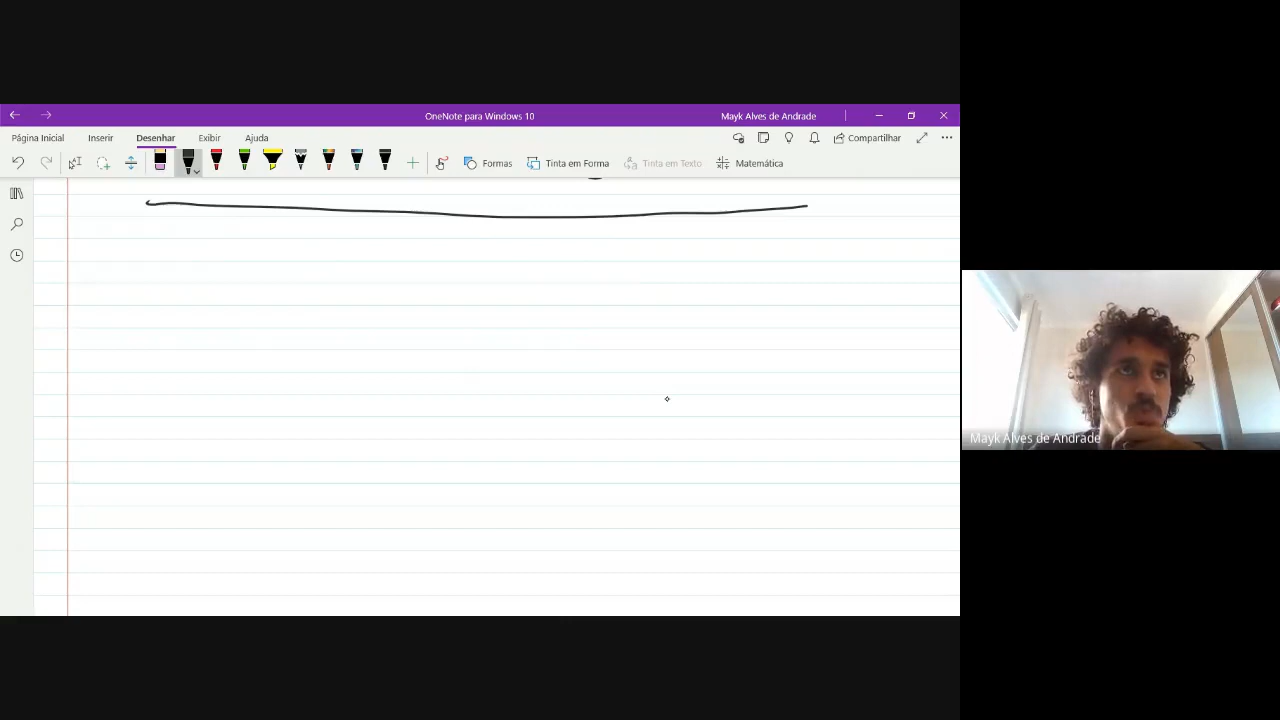 OneNote para Windows 10
Mayk Alves de Andrade
Página Inicial
Inserir
Desenhar
Exibir
Ajuda
Compartilhar
Formas
Tinta em Forma
Tinta em Texto
Matemática
Mayk Alves de Andrade